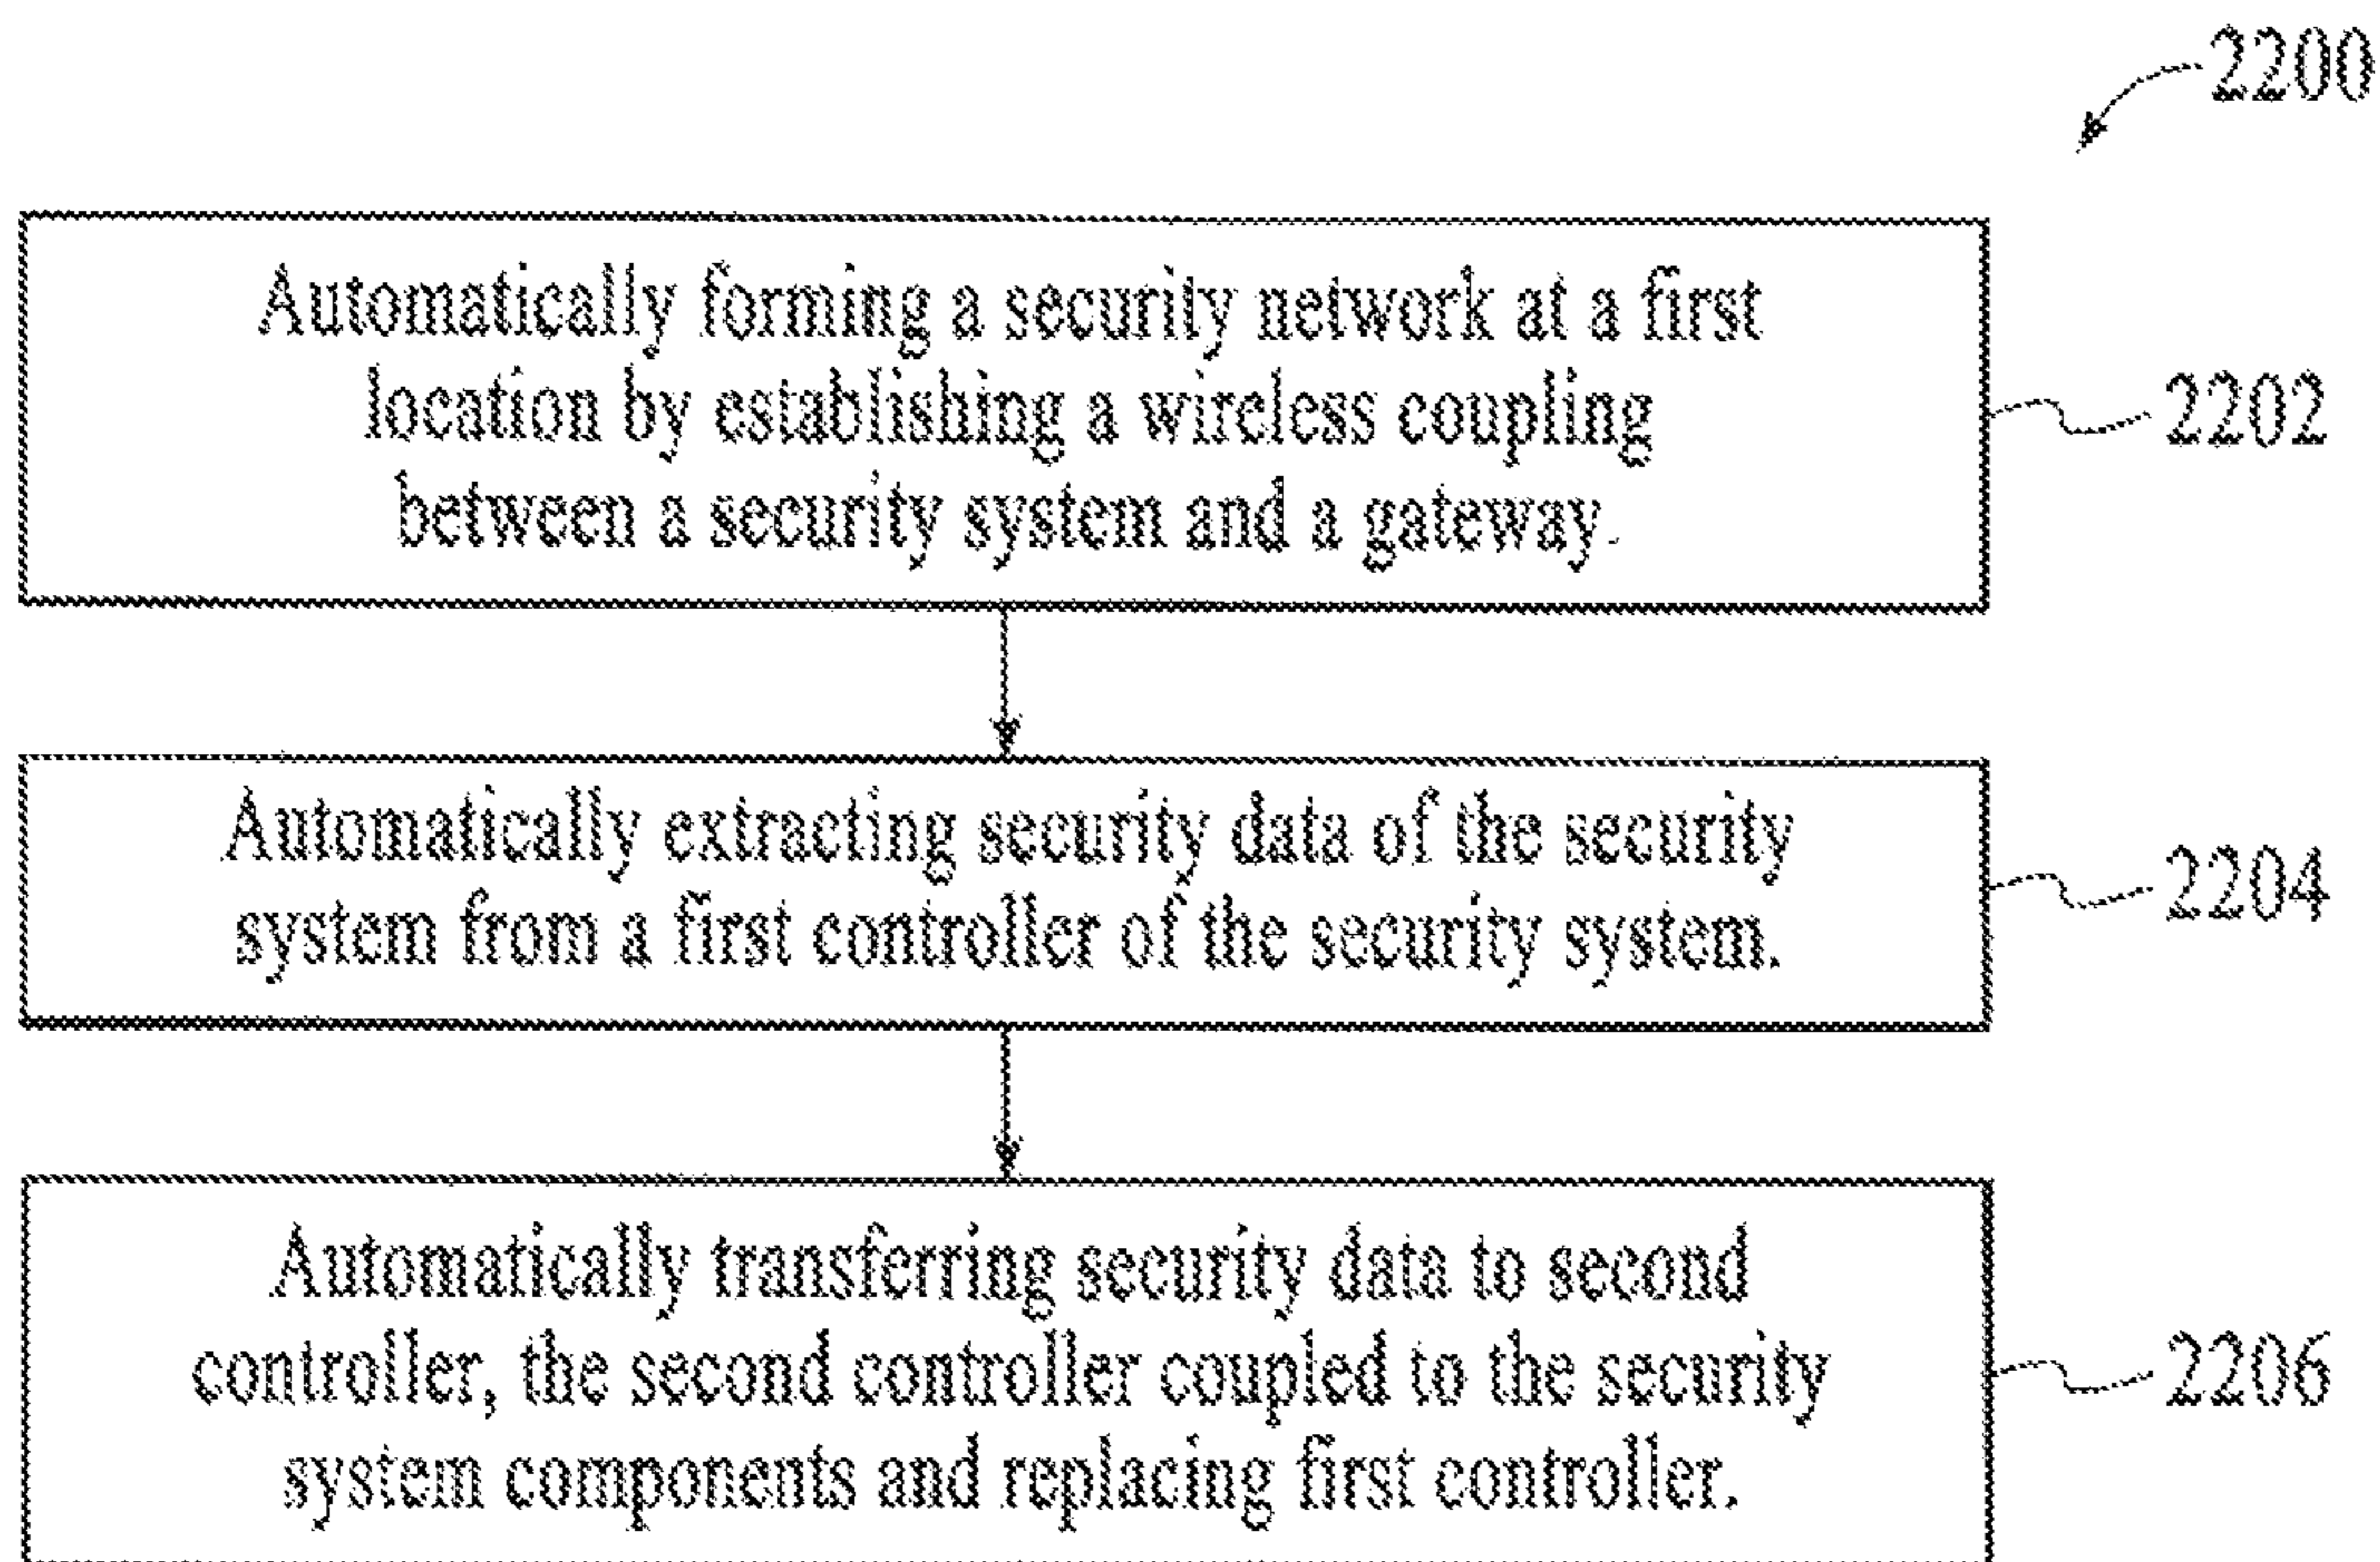 2200
Automatically forming a security network at a first
location by establishing a wireless coupling
between a security system and a gateway.
2202
Automatically extracting security data of the security
system from a first controller of the security system.
2204
Automatically transferring security data to second
controller, the second controller coupled to the security
system components and replacing first controller.
2206